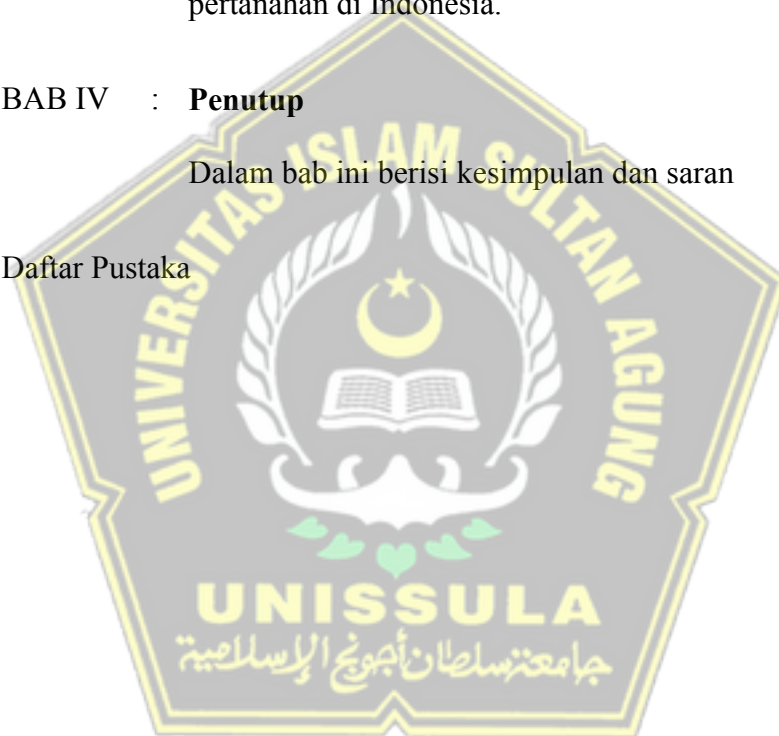 pertanahan di Indonesia.
BAB IV : Penutup
Dalam bab ini berisi kesimpulan dan saran
Daftar Pustaka
UNIVERSITAS ISLAM SULTAN AGUNG
UNISSULA
جامعة سلطان أجونج الإسلامية